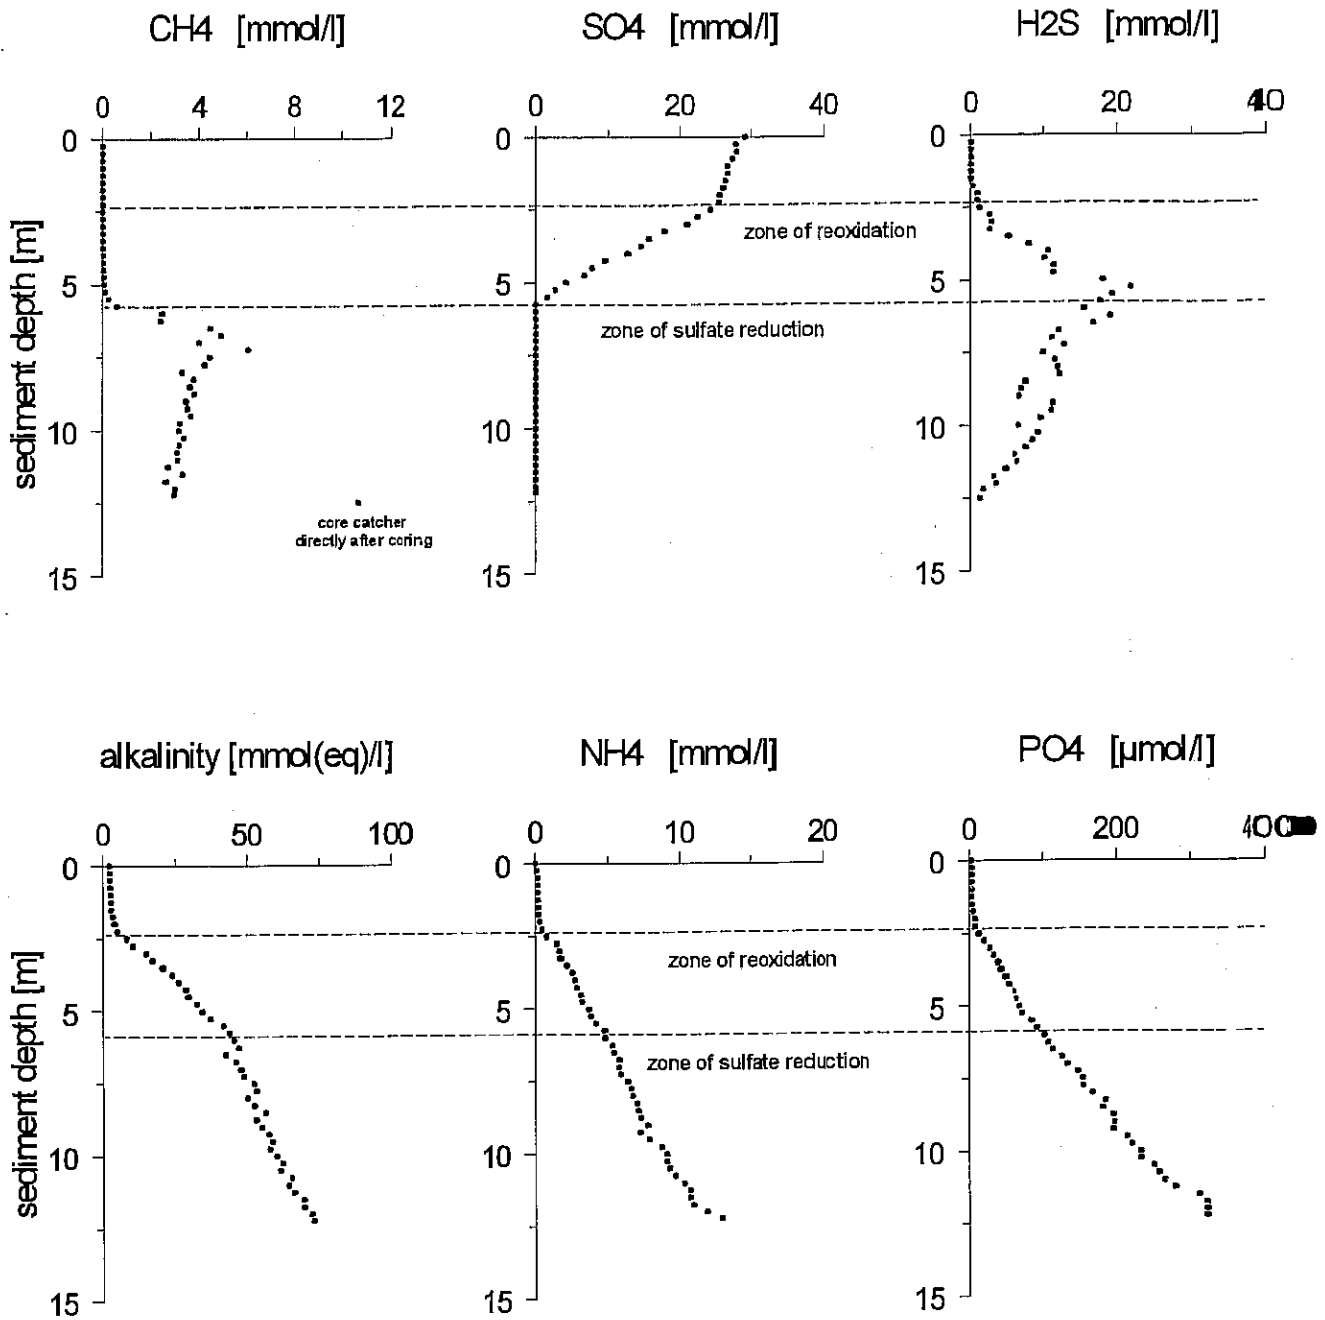 CH4 [mmol/l]
SO4 [mmol/l]
H2S [mmol/l]
0 4 8 12
0 20 40
0 20 40
0
5
10
15
sediment depth [m]
core catcher
directly after coring
0
5
10
15
zone of reoxidation
zone of sulfate reduction
0
5
10
15
alkalinity [mmol(eq)/l]
NH4 [mmol/l]
PO4 [µmol/l]
0 50 100
0 10 20
0 200 400
0
5
10
15
sediment depth [m]
0
5
10
15
zone of reoxidation
zone of sulfate reduction
0
5
10
15